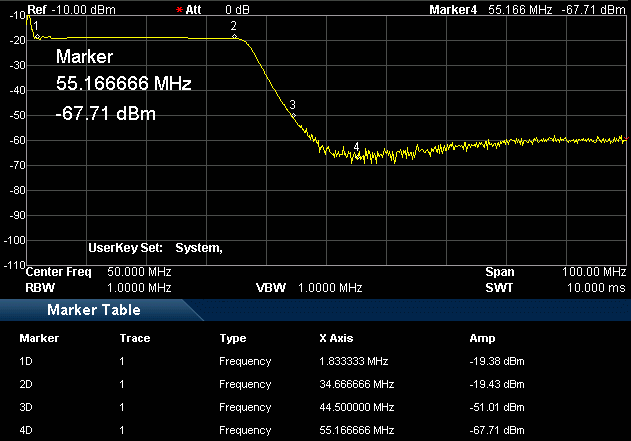 Ref -10.00 dBm * Att 0 dB Marker4 55.166 MHz -67.71 dBm
-10
1 2
-20
Marker
-30
55.166666 MHz
-40
3
-50
-67.71 dBm
-60
4
-70
-80
-90
-100
UserKey Set: System,
-110
Center Freq 50.000 MHz Span 100.00 MHz
RBW 1.0000 MHz VBW 1.0000 MHz SWT 10.000 ms
Marker Table
Marker Trace Type X Axis Amp
1D 1 Frequency 1.833333 MHz -19.38 dBm
2D 1 Frequency 34.666666 MHz -19.43 dBm
3D 1 Frequency 44.500000 MHz -51.01 dBm
4D 1 Frequency 55.166666 MHz -67.71 dBm